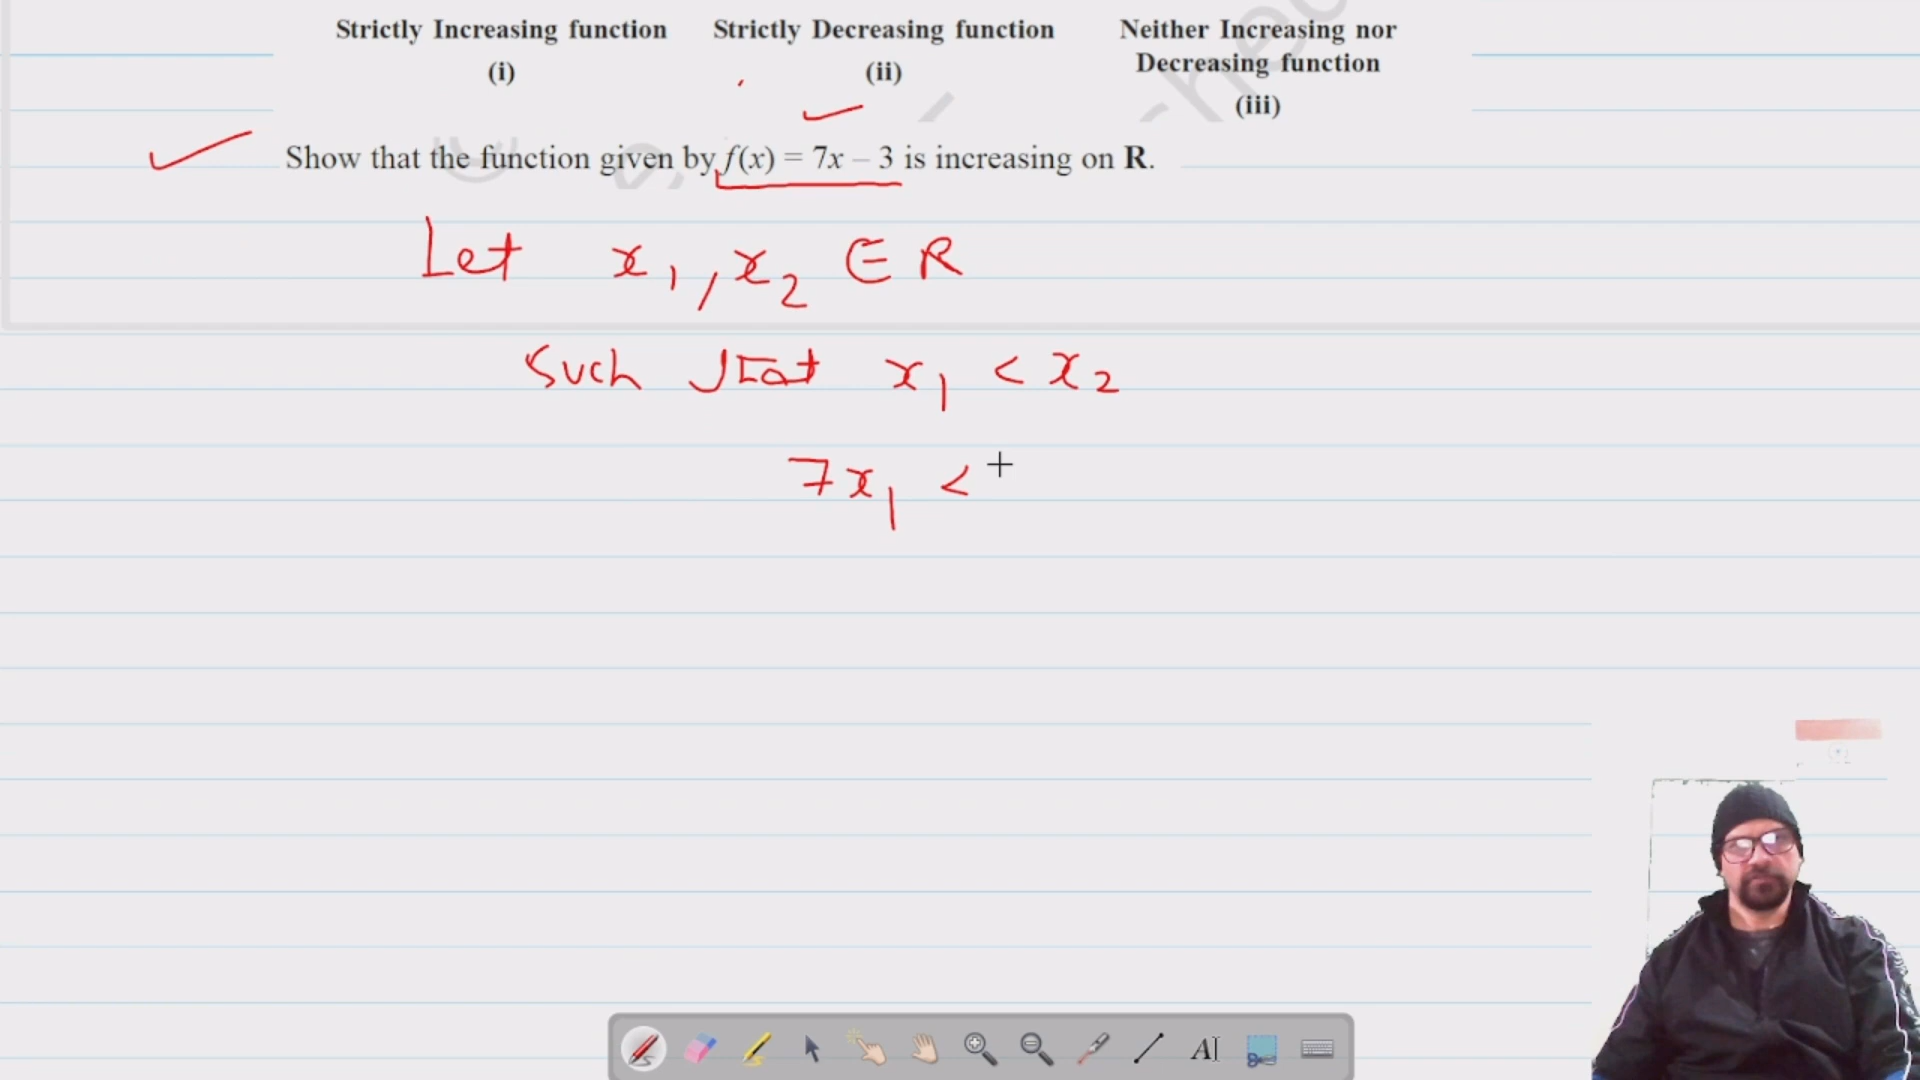 Strictly Increasing function Strictly Decreasing function Neither Increasing nor
Decreasing function
(i) (ii)
(iii)
Show that the function given by f(x) = 7x – 3 is increasing on R.
Let x₁, x₂ ∈ R
Such that x₁ < x₂
7x₁ <